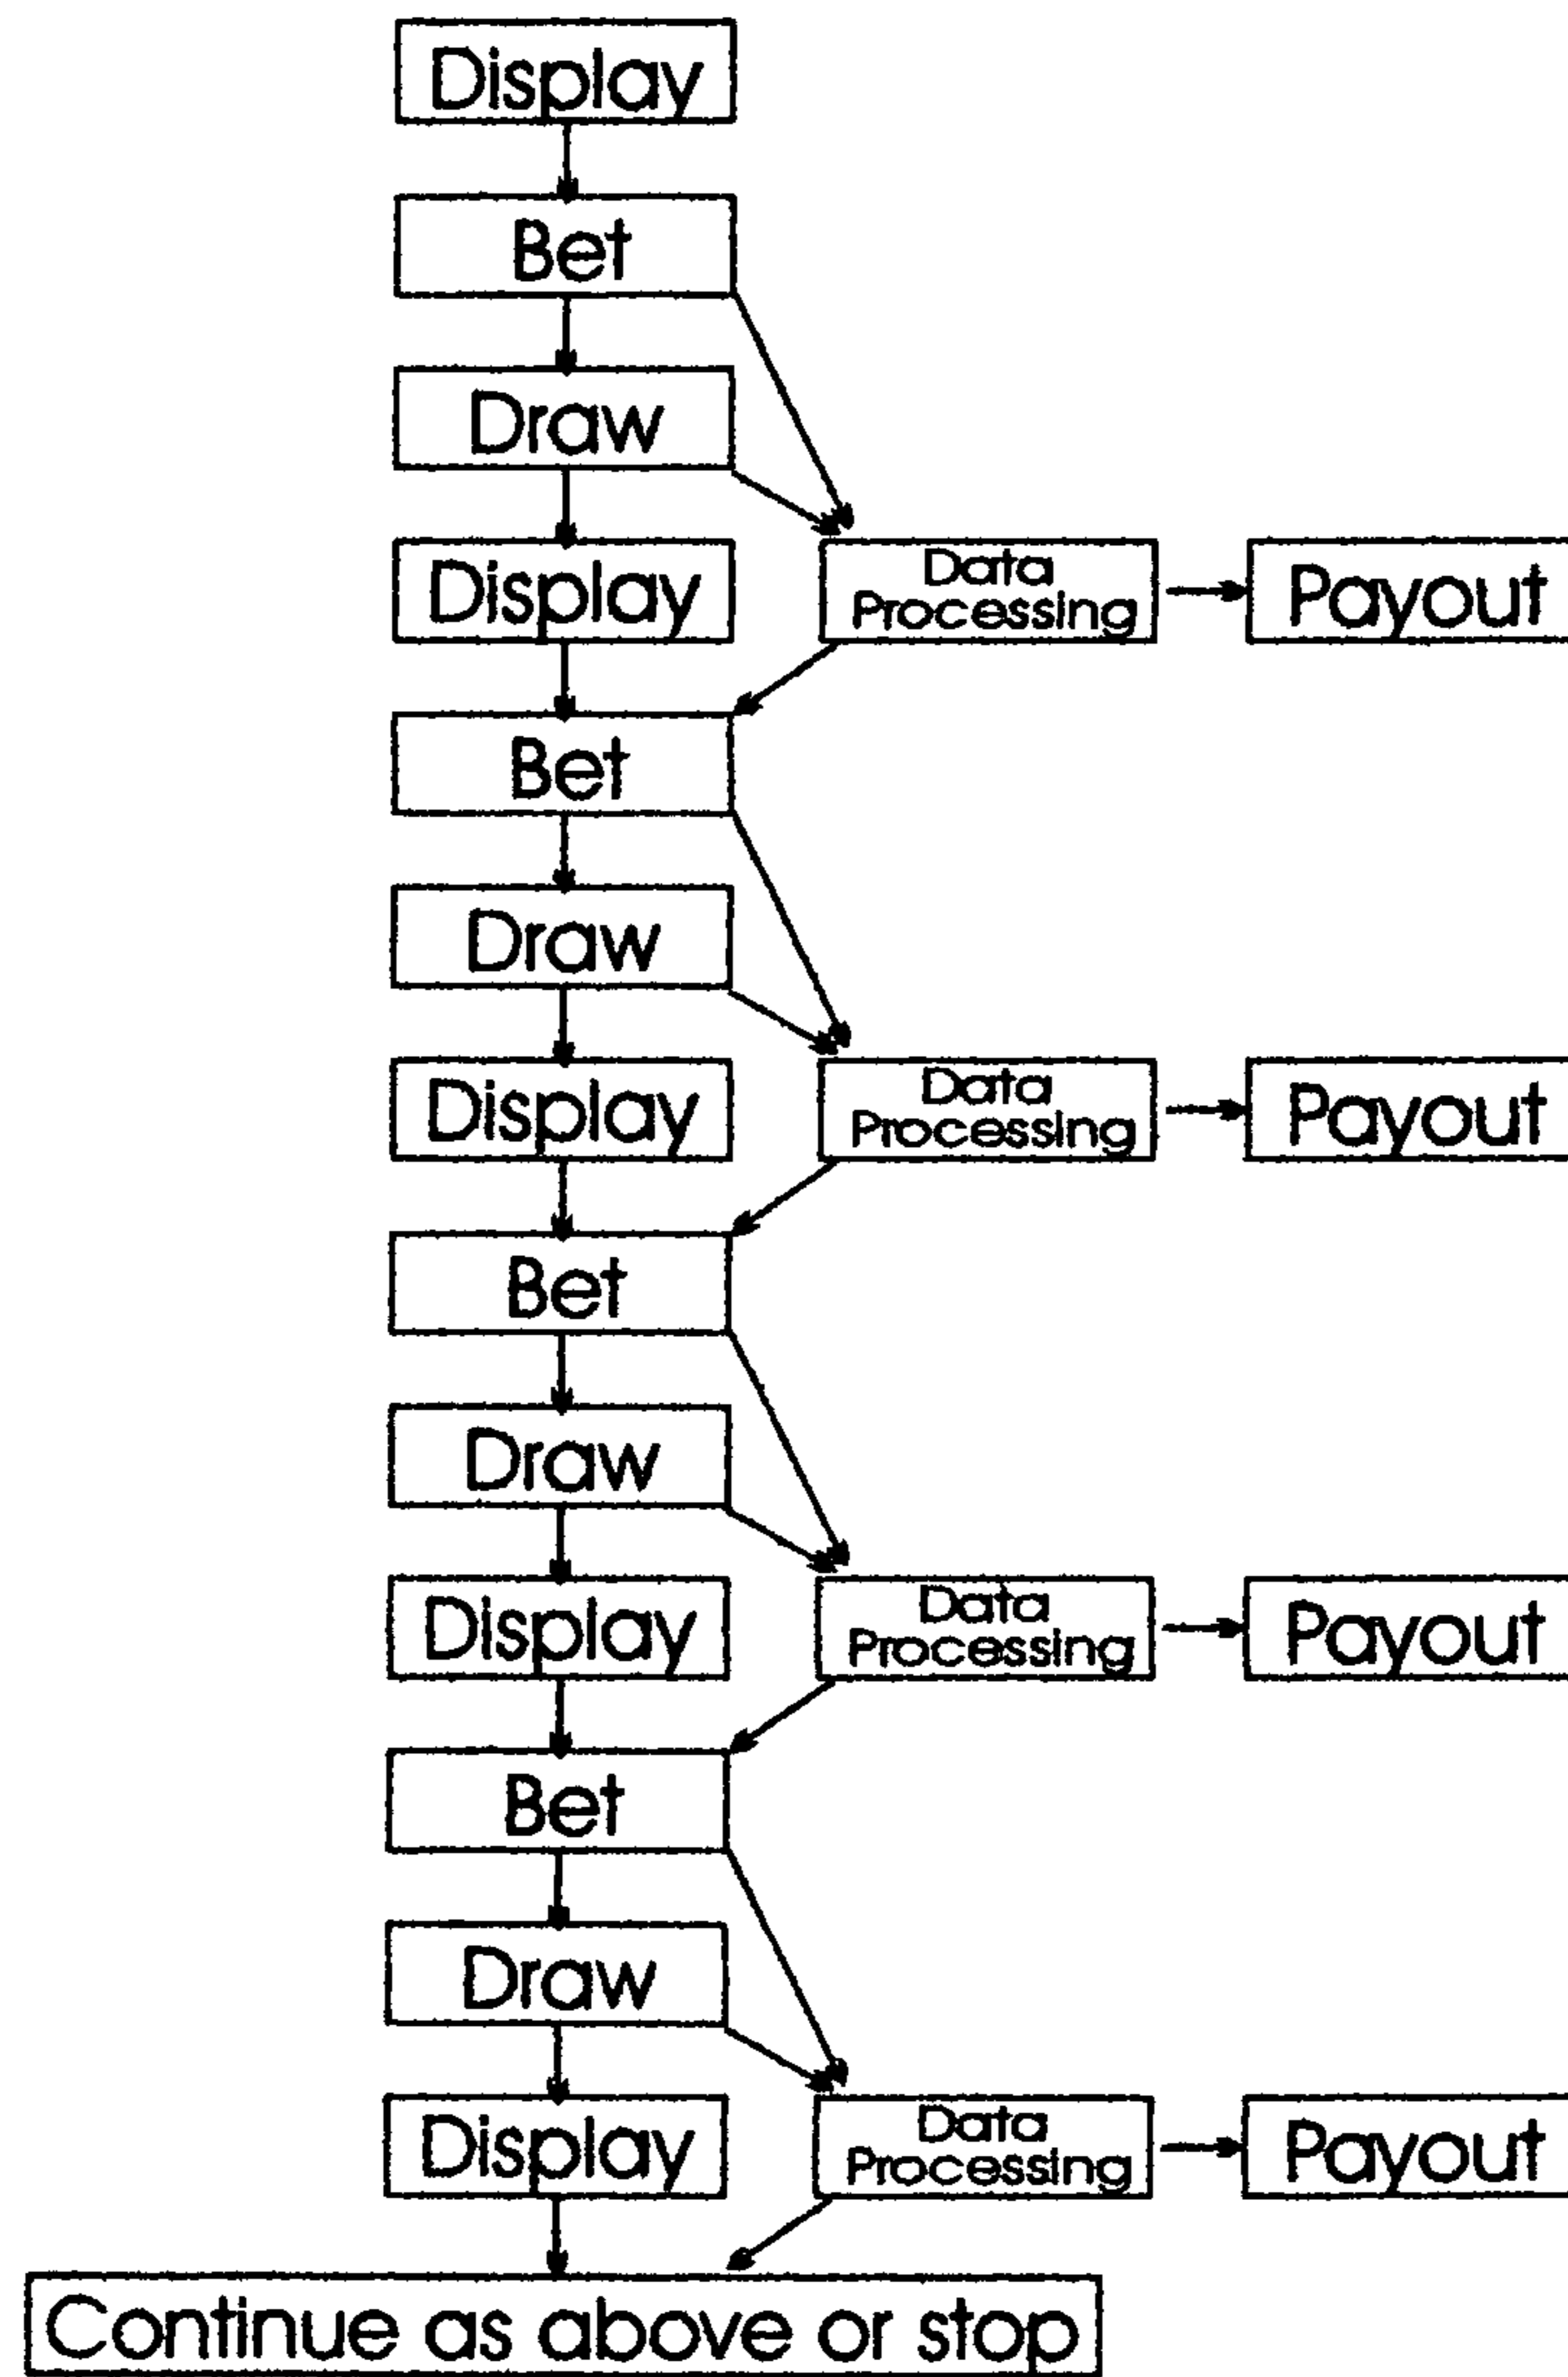 Display
Bet
Draw
Display
Data
Processing
Payout
Bet
Draw
Display
Data
Processing
Payout
Bet
Draw
Display
Data
Processing
Payout
Bet
Draw
Display
Data
Processing
Payout
Continue as above or stop